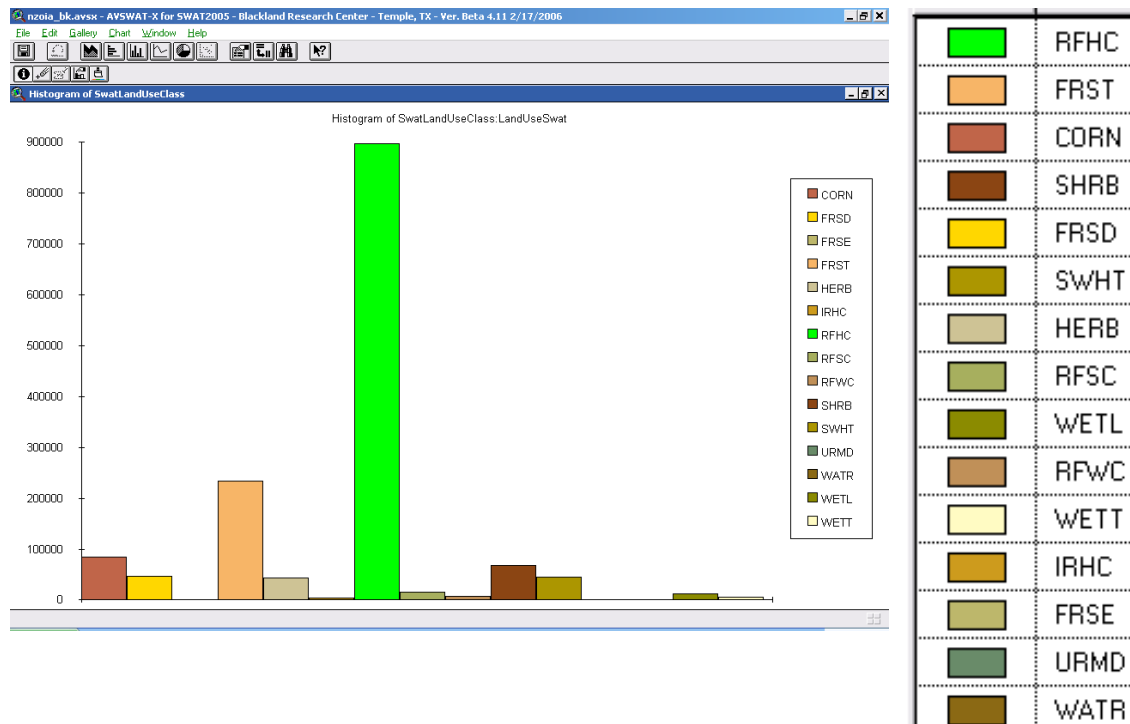 nzoia_bk.avsx - AVSWAT-X for SWAT2005 - Blackland Research Center - Temple, TX - Ver. Beta 4.11 2/17/2006
File Edit Gallery Chart Window Help
Histogram of SwatLandUseClass
Histogram of SwatLandUseClass:LandUseSwat
900000
800000
700000
600000
500000
400000
300000
200000
100000
0
CORN
FRSD
FRSE
FRST
HERB
IRHC
RFHC
RFSC
RFWC
SHRB
SWHT
URMD
WATR
WETL
WETT
RFHC
FRST
CORN
SHRB
FRSD
SWHT
HERB
RFSC
WETL
RFWC
WETT
IRHC
FRSE
URMD
WATR